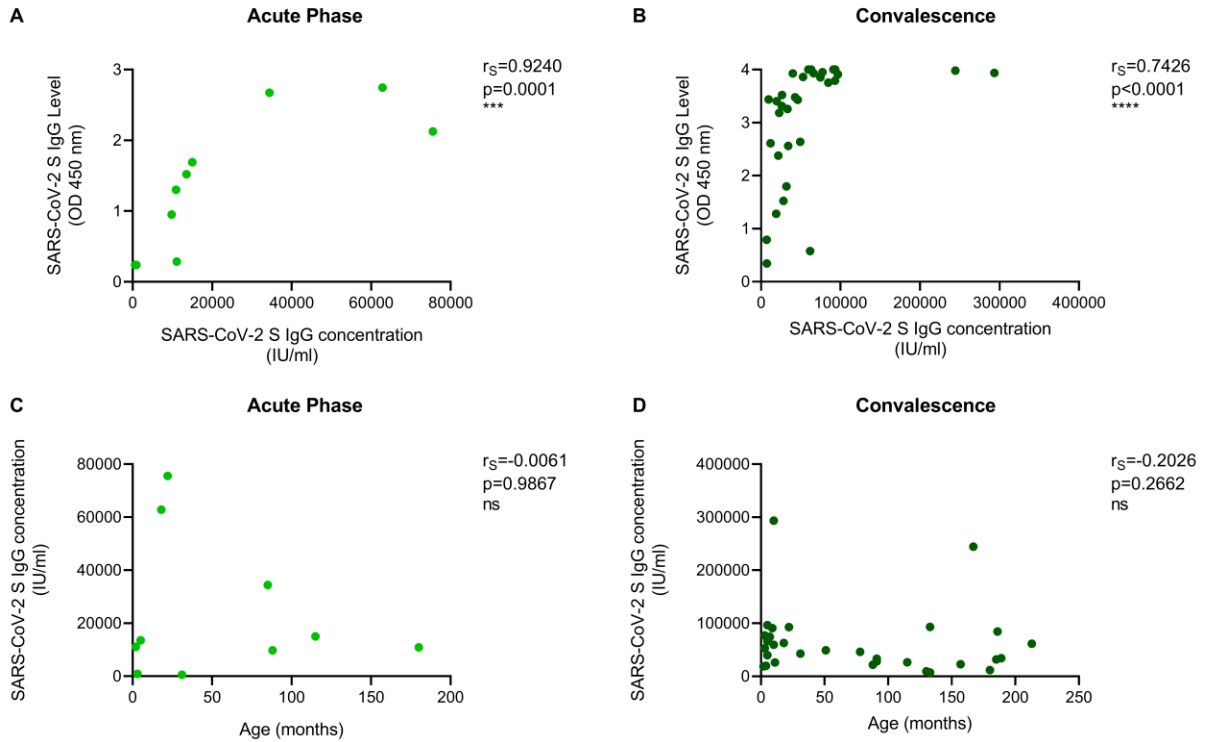 A
Acute Phase
SARS-CoV-2 S IgG Level
(OD 450 nm)
3
2
1
0
0
20000
40000
60000
80000
SARS-CoV-2 S IgG concentration
(IU/ml)
rS=0.9240
p=0.0001
***
B
Convalescence
SARS-CoV-2 S IgG Level
(OD 450 nm)
4
3
2
1
0
0
100000
200000
300000
400000
SARS-CoV-2 S IgG concentration
(IU/ml)
rS=0.7426
p<0.0001
****
C
Acute Phase
SARS-CoV-2 S IgG concentration
(IU/ml)
80000
60000
40000
20000
0
0
50
100
150
200
Age (months)
rS=-0.0061
p=0.9867
ns
D
Convalescence
SARS-CoV-2 S IgG concentration
(IU/ml)
400000
300000
200000
100000
0
0
50
100
150
200
250
Age (months)
rS=-0.2026
p=0.2662
ns